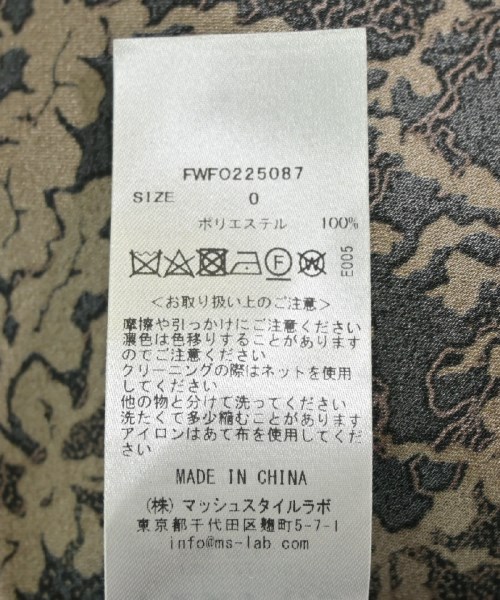 FWFO225087
SIZE 0
ポリエステル 100%
E005
<お取り扱い上のご注意>
摩擦や引っかけにご注意ください
濃色は色移りすることがあります
のでご注意ください
クリーニングの際はネットを使用
してください
他の物と分けて洗ってください
洗たくで多少縮むことがあります
アイロンはあて布を使用してくだ
さい
MADE IN CHINA
(株) マッシュスタイルラボ
東京都千代田区麹町5-7-1
info@ms-lab.com